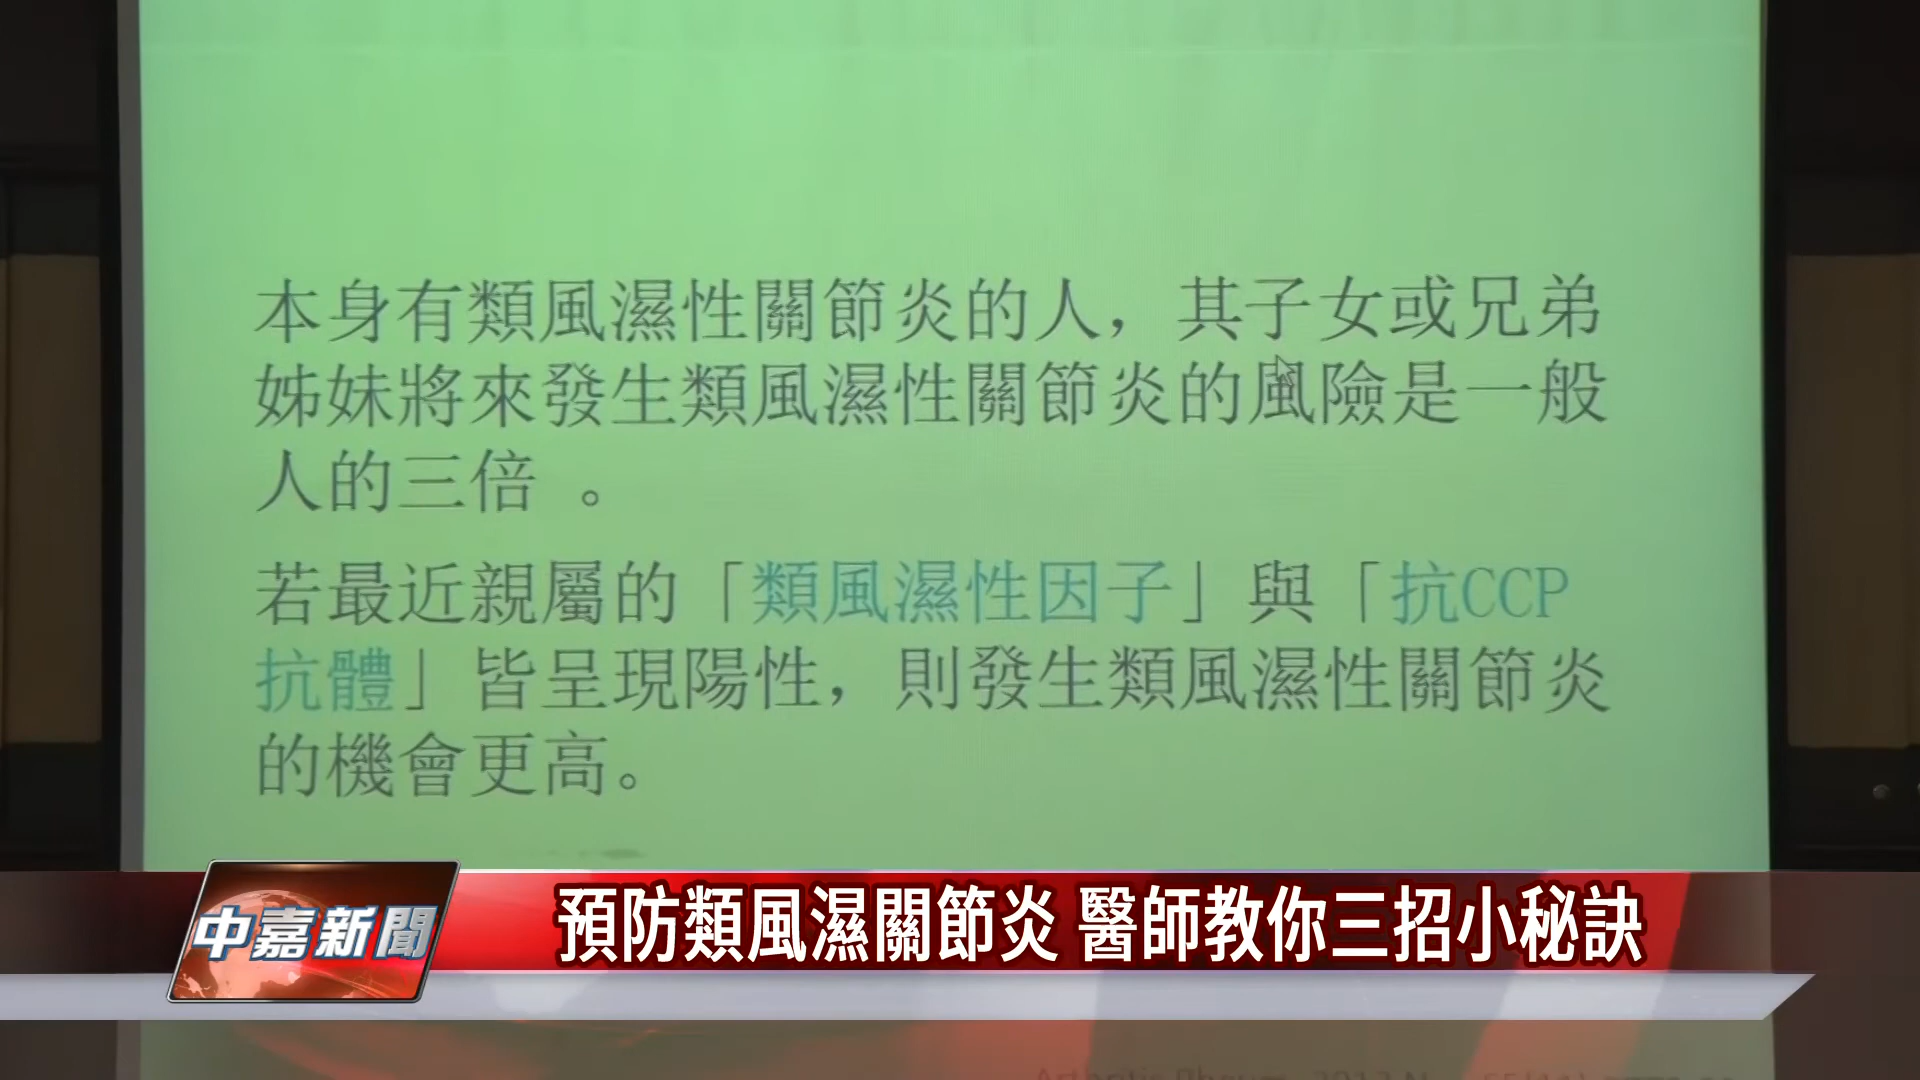 本身有類風濕性關節炎的人，其子女或兄弟
姊妹將來發生類風濕性關節炎的風險是一般
人的三倍 。
若最近親屬的「類風濕性因子」與「抗CCP
抗體」皆呈現陽性，則發生類風濕性關節炎
的機會更高。
中嘉新聞
預防類風濕關節炎 醫師教你三招小秘訣